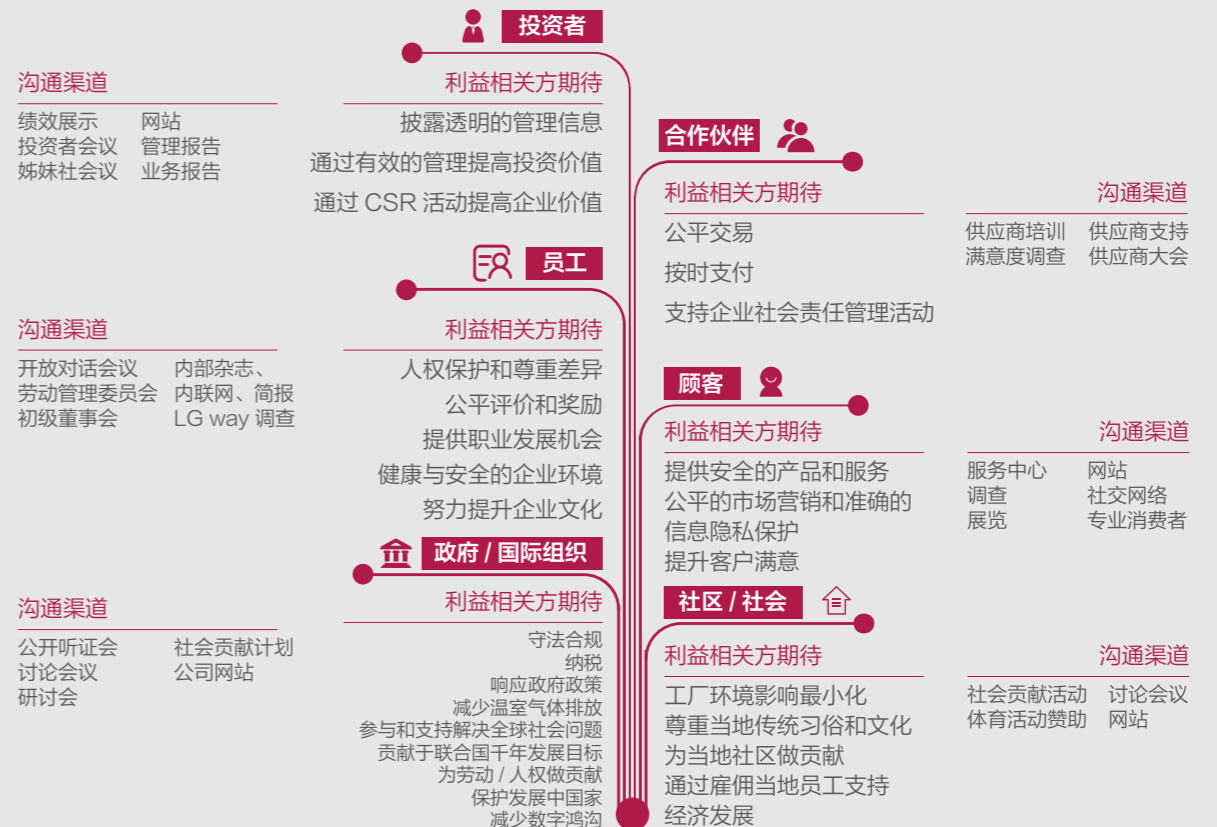 投资者
沟通渠道
绩效展示 网站
投资者会议 管理报告
姊妹社会议 业务报告
利益相关方期待
披露透明的管理信息
通过有效的管理提高投资价值
通过 CSR 活动提高企业价值
合作伙伴
利益相关方期待
公平交易
按时支付
支持企业社会责任管理活动
沟通渠道
供应商培训 供应商支持
满意度调查 供应商大会
员工
沟通渠道
开放对话会议 内部杂志、
劳动管理委员会 内联网、简报
初级董事会 LG way 调查
利益相关方期待
人权保护和尊重差异
公平评价和奖励
提供职业发展机会
健康与安全的企业环境
努力提升企业文化
顾客
利益相关方期待
提供安全的产品和服务
公平的市场营销和准确的
信息隐私保护
提升客户满意
沟通渠道
服务中心 网站
调查 社交网络
展览 专业消费者
政府 / 国际组织
沟通渠道
公开听证会 社会贡献计划
讨论会议 公司网站
研讨会
利益相关方期待
守法合规
纳税
响应政府政策
减少温室气体排放
参与和支持解决全球社会问题
贡献于联合国千年发展目标
为劳动 / 人权做贡献
保护发展中国家
减少数字鸿沟
社区 / 社会
利益相关方期待
工厂环境影响最小化
尊重当地传统习俗和文化
为当地社区做贡献
通过雇佣当地员工支持
经济发展
沟通渠道
社会贡献活动 讨论会议
体育活动赞助 网站